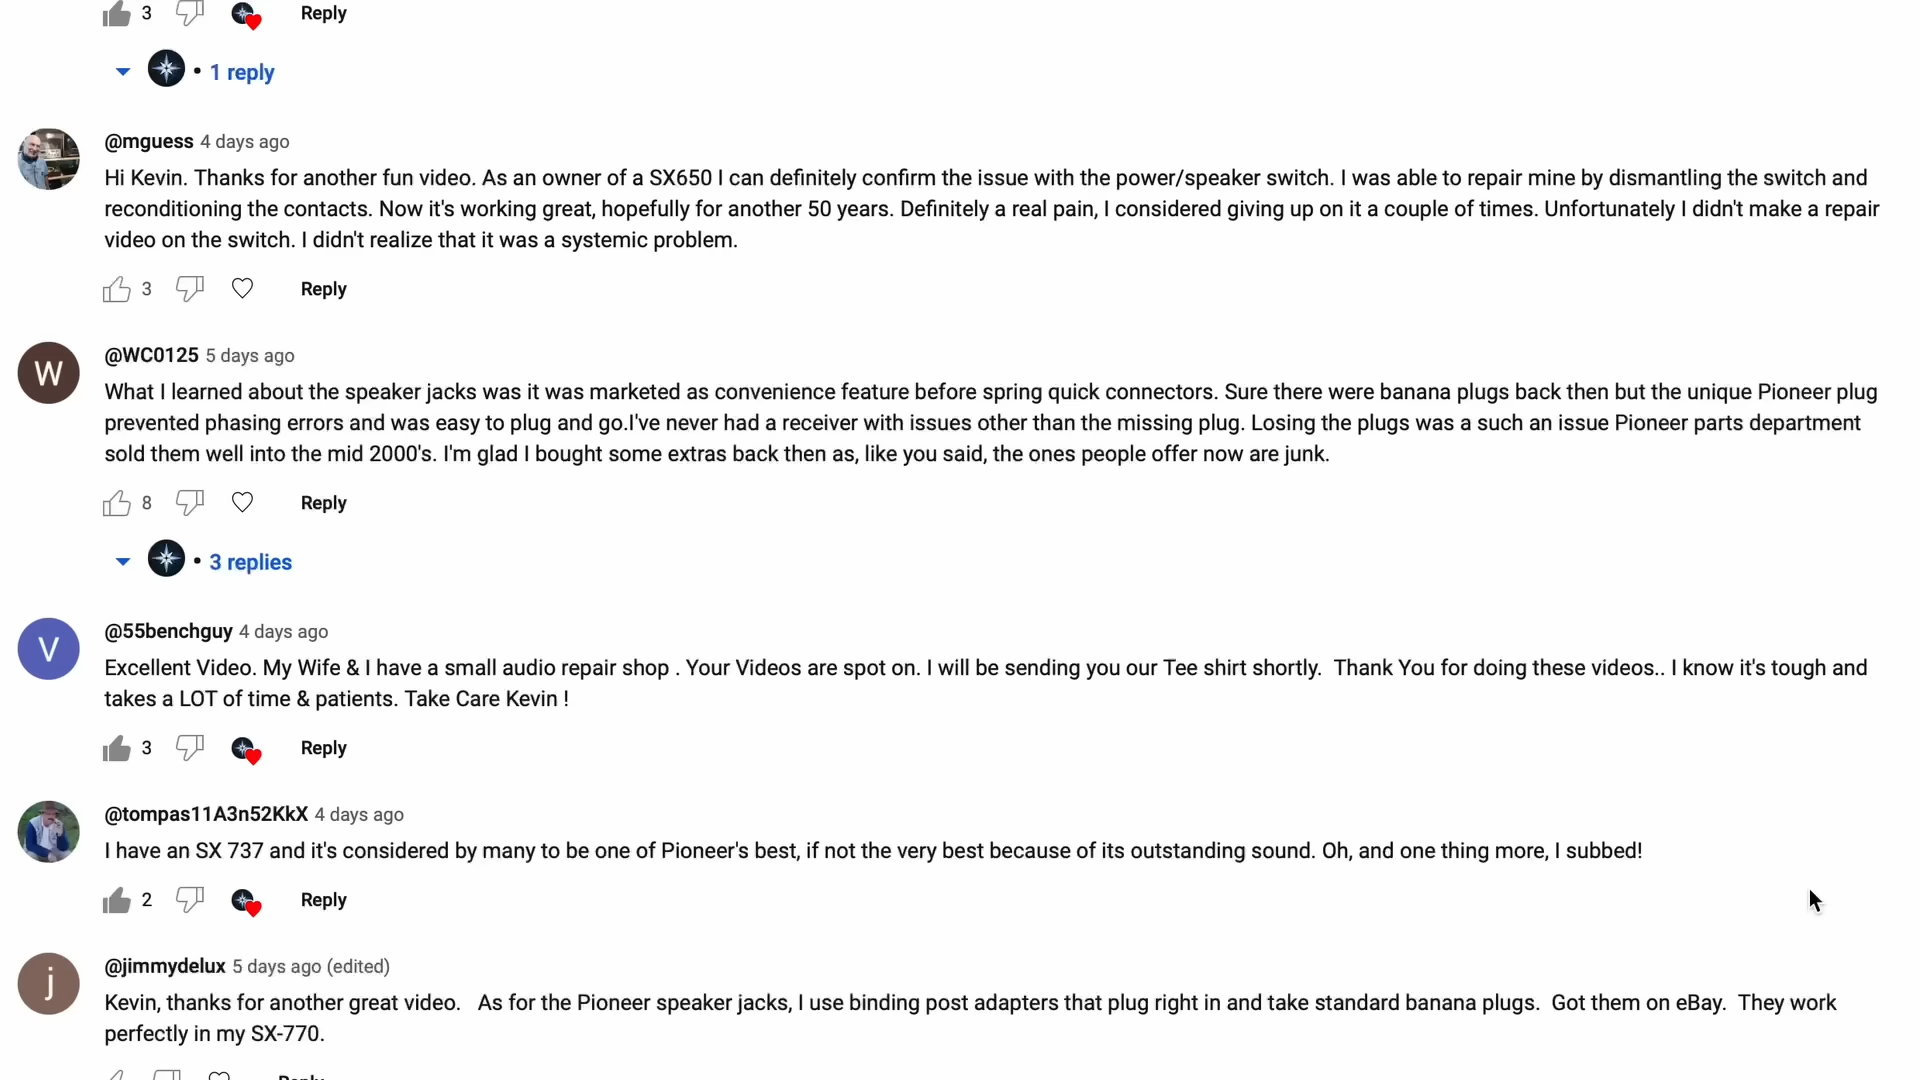 3 Reply
• 1 reply
@mguess 4 days ago
Hi Kevin. Thanks for another fun video. As an owner of a SX650 I can definitely confirm the issue with the power/speaker switch. I was able to repair mine by dismantling the switch and
reconditioning the contacts. Now it's working great, hopefully for another 50 years. Definitely a real pain, I considered giving up on it a couple of times. Unfortunately I didn't make a repair
video on the switch. I didn't realize that it was a systemic problem.
3 Reply
W
@WC0125 5 days ago
What I learned about the speaker jacks was it was marketed as convenience feature before spring quick connectors. Sure there were banana plugs back then but the unique Pioneer plug
prevented phasing errors and was easy to plug and go.I've never had a receiver with issues other than the missing plug. Losing the plugs was a such an issue Pioneer parts department
sold them well into the mid 2000's. I'm glad I bought some extras back then as, like you said, the ones people offer now are junk.
8 Reply
• 3 replies
V
@55benchguy 4 days ago
Excellent Video. My Wife & I have a small audio repair shop . Your Videos are spot on. I will be sending you our Tee shirt shortly.  Thank You for doing these videos.. I know it's tough and
takes a LOT of time & patients. Take Care Kevin !
3 Reply
@tompas11A3n52KkX 4 days ago
I have an SX 737 and it's considered by many to be one of Pioneer's best, if not the very best because of its outstanding sound. Oh, and one thing more, I subbed!
2 Reply
j
@jimmydelux 5 days ago (edited)
Kevin, thanks for another great video.   As for the Pioneer speaker jacks, I use binding post adapters that plug right in and take standard banana plugs.  Got them on eBay.  They work
perfectly in my SX-770.
Reply